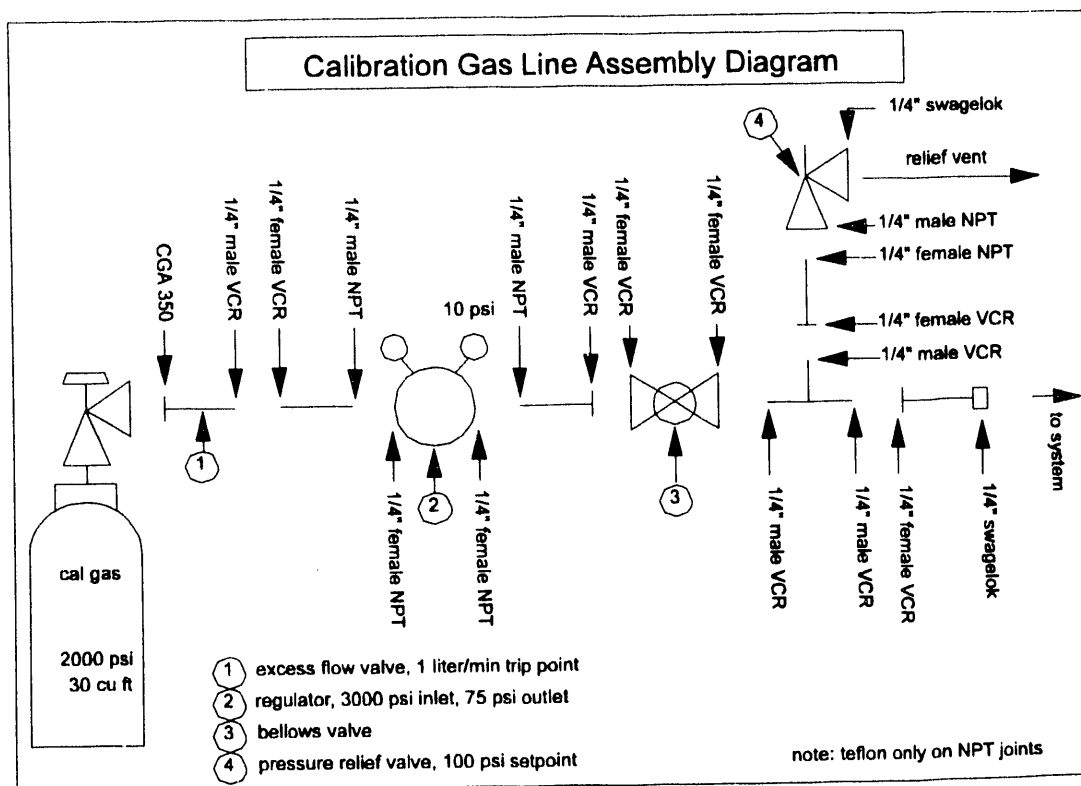 Calibration Gas Line Assembly Diagram
4
1/4" swagelok
relief vent
1/4" male NPT
1/4" female NPT
1/4" female VCR
1/4" male VCR
CGA 350
1/4" male VCR
1/4" female VCR
1/4" male NPT
10 psi
1/4" male NPT
1/4" male VCR
1/4" female VCR
1/4" female VCR
to system
1
2
3
1/4" female NPT
1/4" female NPT
1/4" male VCR
1/4" male VCR
1/4" female VCR
1/4" swagelok
cal gas
2000 psi
30 cu ft
1 excess flow valve, 1 liter/min trip point
2 regulator, 3000 psi inlet, 75 psi outlet
3 bellows valve
4 pressure relief valve, 100 psi setpoint
note: teflon only on NPT joints